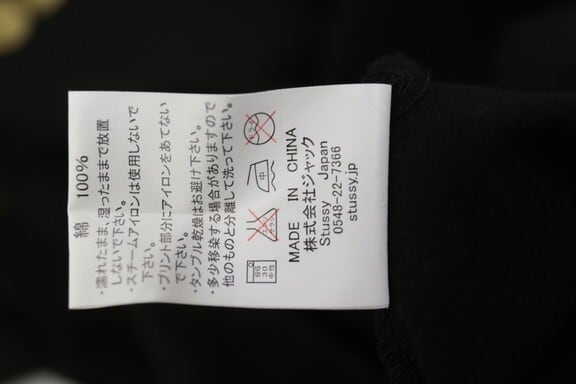 綿 100%
・濡れたまま、湿ったままで放置
しないで下さい。
・スチームアイロンは使用しないで
下さい。
・プリント部分にアイロンをあてない
で下さい。
・タンブル乾燥はお避け下さい。
・多少移染する場合がありますので
他のものと分離して洗って下さい。
中
MADE IN CHINA
株式会社ジャック
Stussy Japan
0548-22-7366
stussy.jp